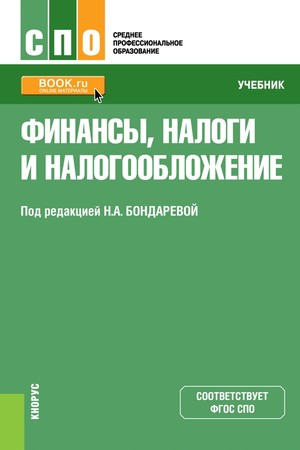 СПО
СРЕДНЕЕ
ПРОФЕССИОНАЛЬНОЕ
ОБРАЗОВАНИЕ
BOOK.ru
ONLINE-МАТЕРИАЛЫ
УЧЕБНИК
ФИНАНСЫ, НАЛОГИ
И НАЛОГООБЛОЖЕНИЕ
Под редакцией Н.А. БОНДАРЕВОЙ
КНОРУС
СООТВЕТСТВУЕТ
ФГОС СПО